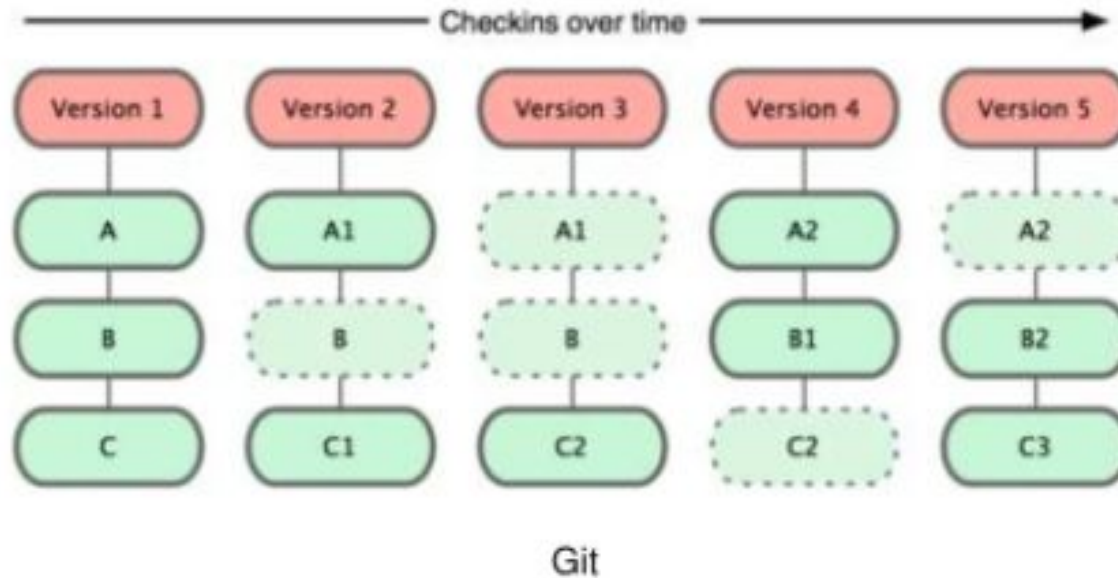 Checkins over time
Version 1 Version 2 Version 3 Version 4 Version 5
A A1 A1 A2 A2
B B B B1 B2
C C1 C2 C2 C3
Git